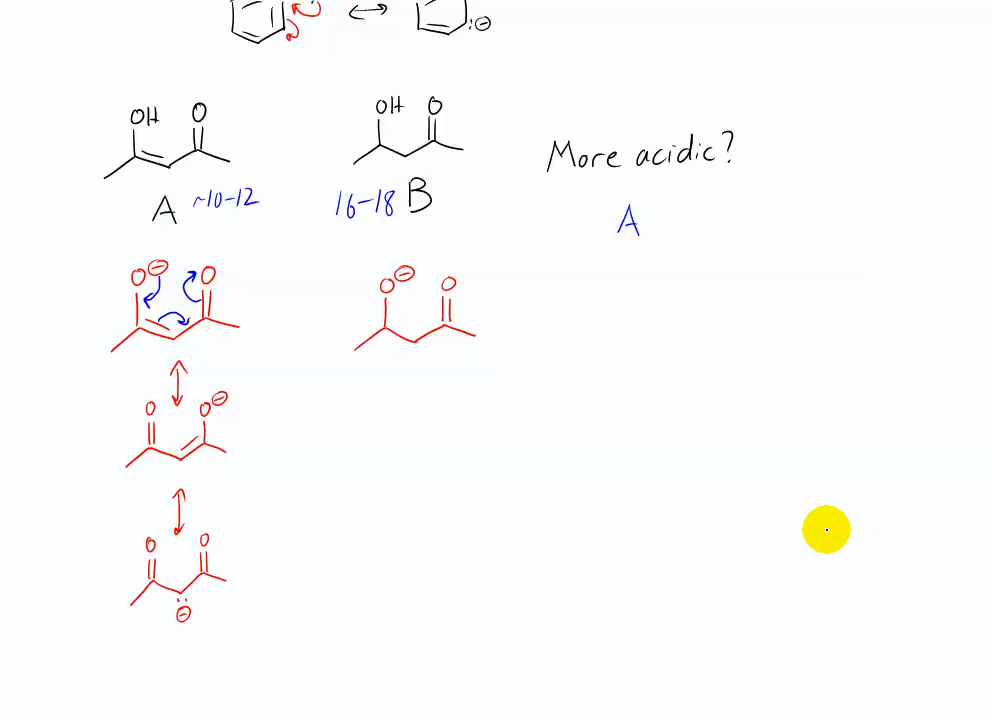 OH O
OH O
More acidic?
A ~10-12
16-18 B
A
O⊖ O
O⊖ O
O O⊖
O O
⊖